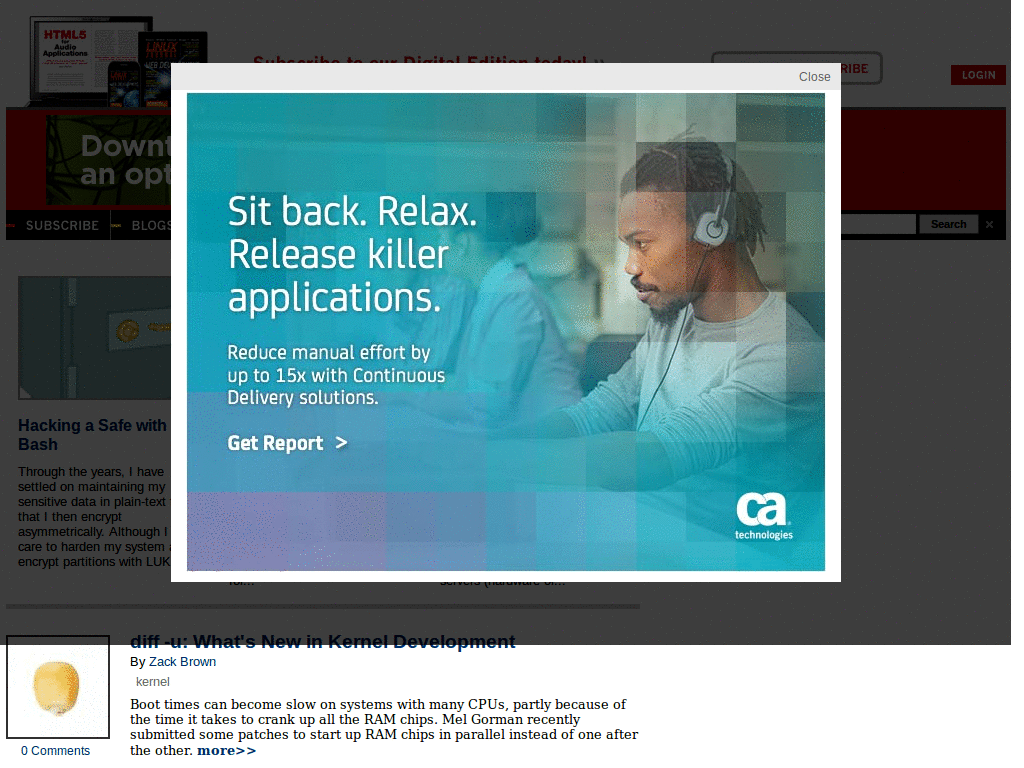 HTML5
for
Audio
Applications
LINUX
Subscribe to our Digital Edition today! »
RIBE
LOGIN
Close
Down
an opt
SUBSCRIBE
BLOGS
Search
×
Sit back. Relax.
Release killer
applications.
Reduce manual effort by
up to 15x with Continuous
Delivery solutions.
Get Report >
ca
technologies
Hacking a Safe with
Bash
Through the years, I have
settled on maintaining my
sensitive data in plain-text
that I then encrypt
asymmetrically. Although I
care to harden my system
encrypt partitions with LUK
for...
servers (hardware or...
diff -u: What's New in Kernel Development
By Zack Brown
kernel
Boot times can become slow on systems with many CPUs, partly because of
the time it takes to crank up all the RAM chips. Mel Gorman recently
submitted some patches to start up RAM chips in parallel instead of one after
the other. more>>
0 Comments